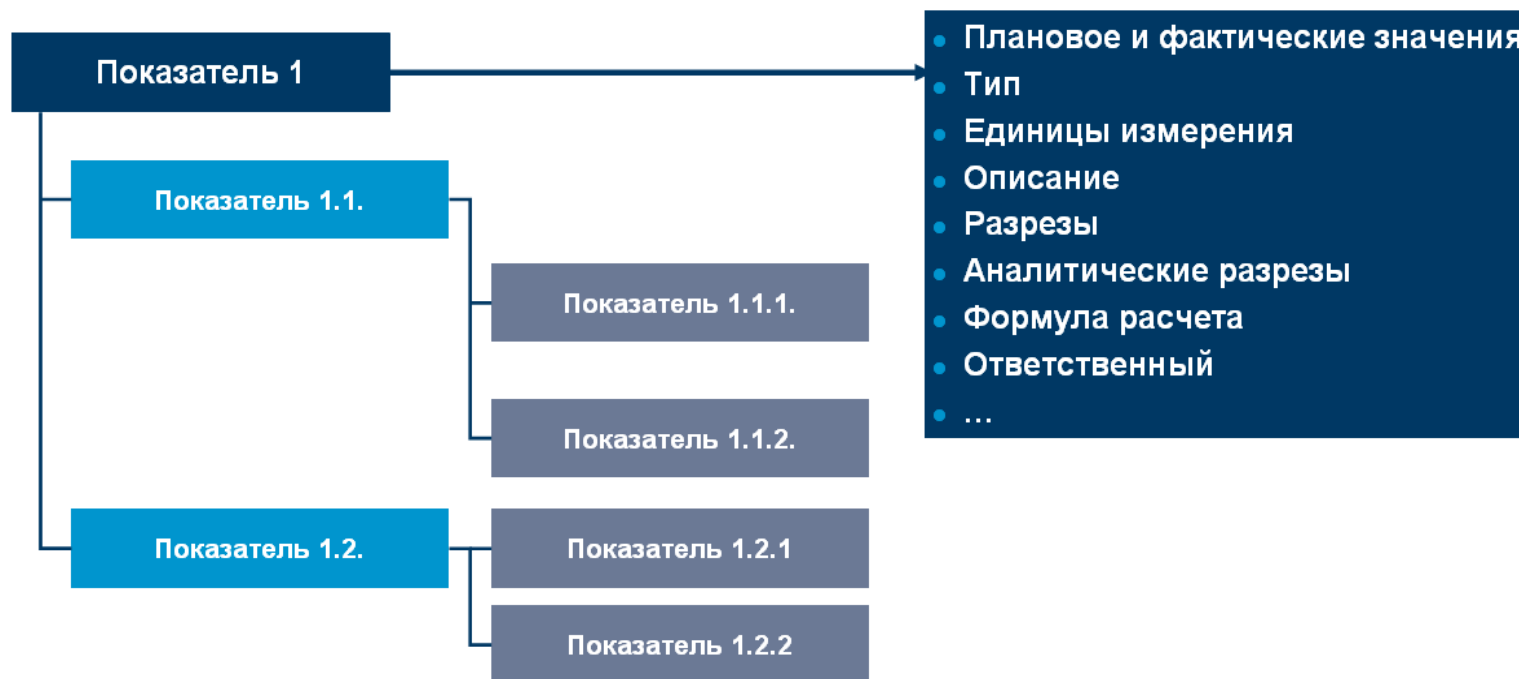 Показатель 1
Показатель 1.1.
Показатель 1.1.1.
Показатель 1.1.2.
Показатель 1.2.
Показатель 1.2.1
Показатель 1.2.2
Плановое и фактические значения
Тип
Единицы измерения
Описание
Разрезы
Аналитические разрезы
Формула расчета
Ответственный
...